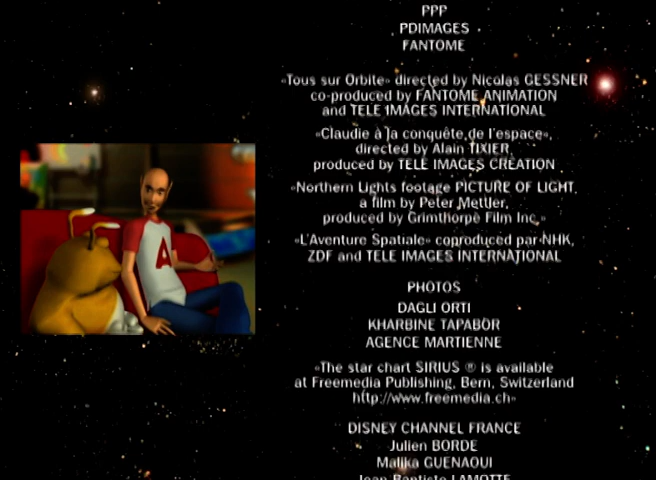 PPP
PDIMAGES
FANTOME
«Tous sur Orbite» directed by Nicolas GESSNER
co-produced by FANTOME ANIMATION
and TELE IMAGES INTERNATIONAL
«Claudie à la conquête de l'espace»,
directed by Alain TIXIER,
produced by TELE IMAGES CREATION
«Northern Lights footage PICTURE OF LIGHT,
a film by Peter Mettler,
produced by Grimthorpe Film Inc.»
«L'Aventure Spatiale» coproduced par NHK,
ZDF and TELE IMAGES INTERNATIONAL
PHOTOS
DAGLI ORTI
KHARBINE TAPABOR
AGENCE MARTIENNE
«The star chart SIRIUS ® is available
at Freemedia Publishing, Bern, Switzerland
http://www.freemedia.ch»
DISNEY CHANNEL FRANCE
Julien BORDE
Malika GUENAOUI
Jean-Baptiste LAMOTTE
A